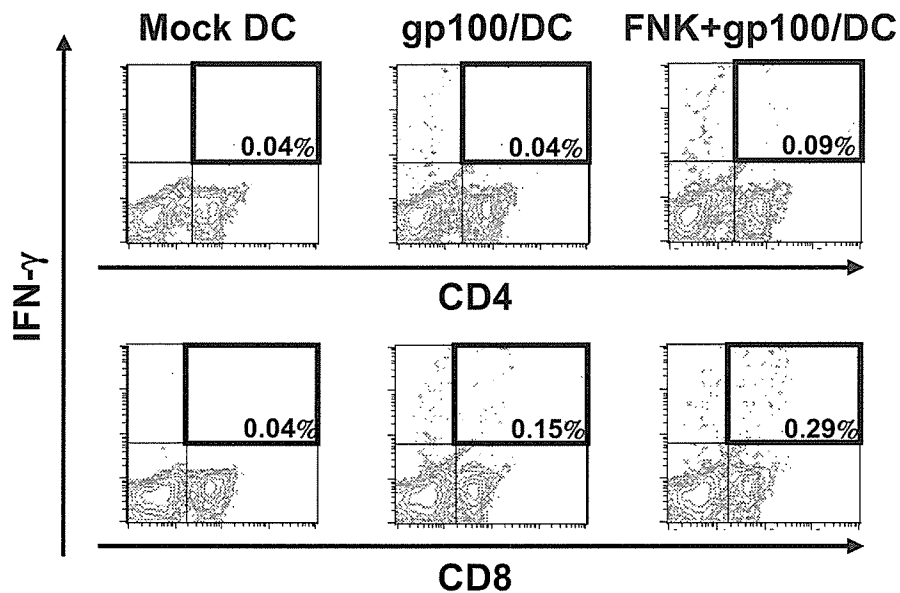 Mock DC gp100/DC FNK+gp100/DC
0.04% 0.04% 0.09%
CD4
IFN-γ
0.04% 0.15% 0.29%
CD8